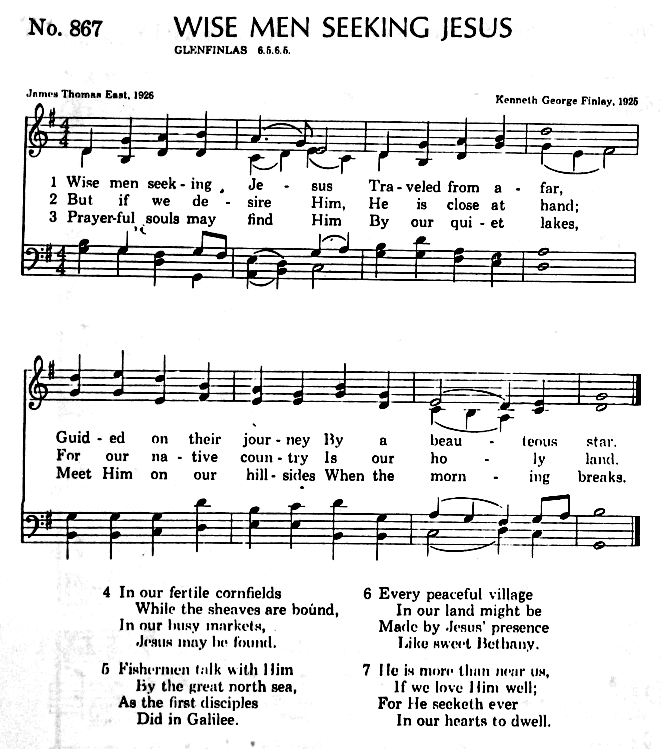 No. 867
WISE MEN SEEKING JESUS
GLENFINLAS 6.5.6.5.
James Thomas East, 1926
Kenneth George Finlay, 1925
4
4
1 Wise men seek - ing Je - sus Tra - veled from a - far,
2 But if we de - sire Him, He is close at hand;
3 Prayer-ful souls may find Him By our qui - et lakes,
4
4
Guid - ed on their jour - ney By a beau - teous star.
For our na - tive coun - try Is our ho - ly land.
Meet Him on our hill - sides When the morn - ing breaks.
4 In our fertile cornfields
While the sheaves are bound,
In our busy markets,
Jesus may be found.
5 Fishermen talk with Him
By the great north sea,
As the first disciples
Did in Galilee.
6 Every peaceful village
In our land might be
Made by Jesus' presence
Like sweet Bethany.
7 He is more than near us,
If we love Him well;
For He seeketh ever
In our hearts to dwell.